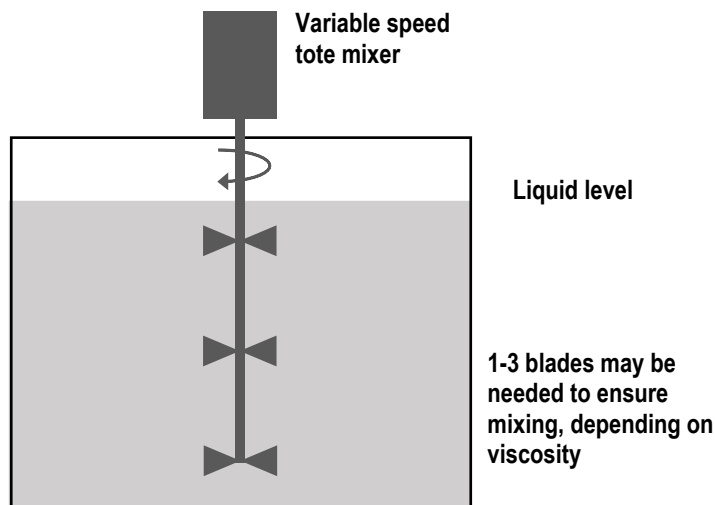 Variable speed
tote mixer
Liquid level
1-3 blades may be
needed to ensure
mixing, depending on
viscosity